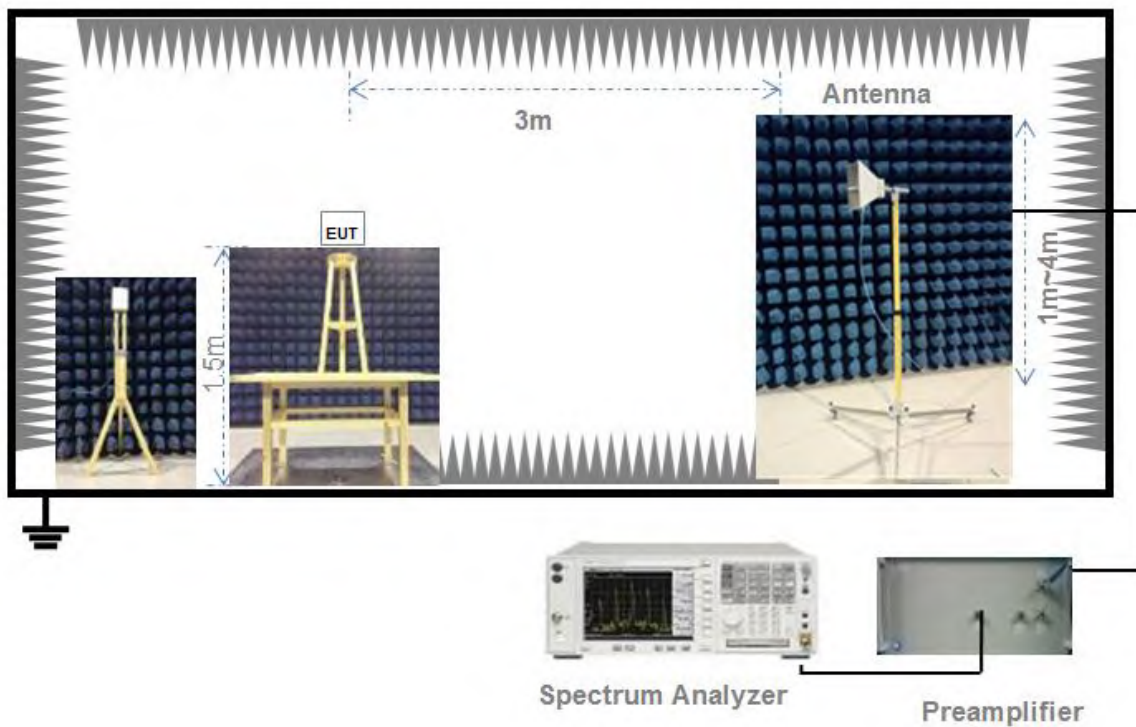 3m
Antenna
EUT
1.5m
1m~4m
Spectrum Analyzer
Preamplifier